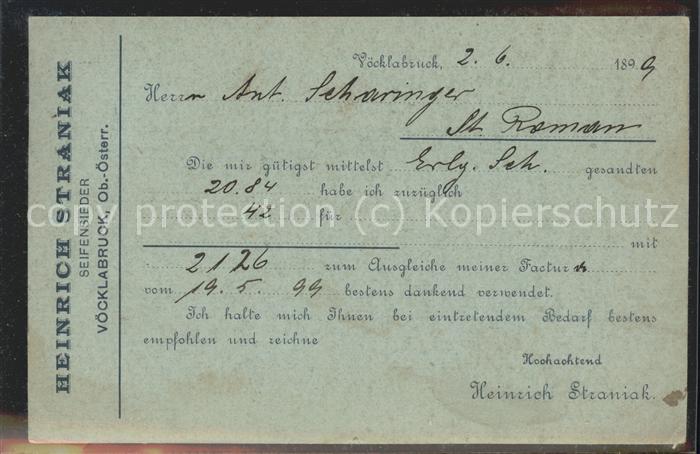 HEINRICH STRANIAK
SEIFENSIEDER
VÖCKLABRUCK, Ob.-Österr.
Vöcklabruck, 2. 6. 1899
Herrn Ant. Scharinger
St. Roman
Die mir gütigst mittelst Erlg. Sch. gesandten
20.84 habe ich zuzüglich
copy protection (c) Kopierschutz
42 für
mit
21 26 zum Ausgleiche meiner Factur
vom 19. 5. 99 bestens dankend verwendet.
Ich halte mich Ihnen bei eintretendem Bedarf bestens
empfohlen und zeichne
Hochachtend
Heinrich Straniak.